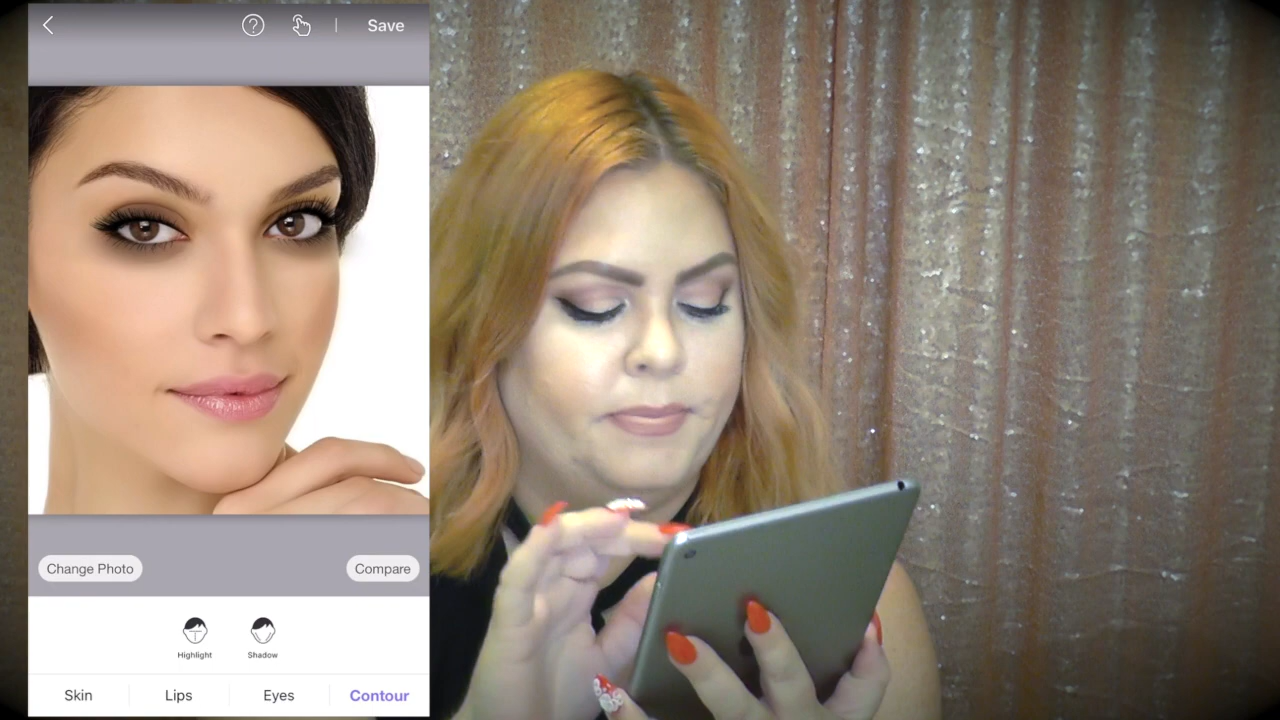 Save
Change Photo
Compare
Highlight
Shadow
Skin
Lips
Eyes
Contour